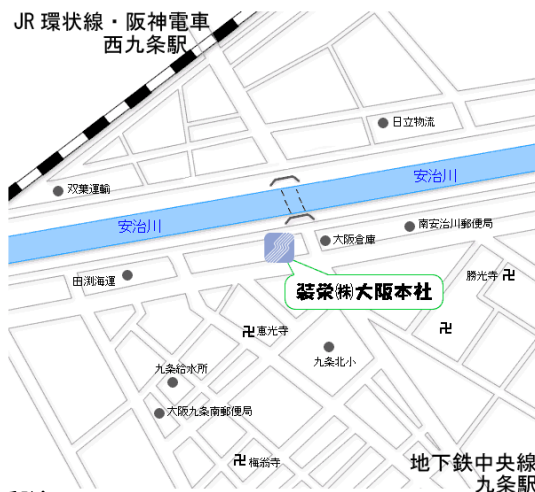 JR 環状線・阪神電車
西九条駅
日立物流
双葉運輸
安治川
安治川
南安治川郵便局
大阪倉庫
田渕海運
勝光寺
装栄㈱大阪本社
恵光寺
九条北小
九条給水所
大阪九条南郵便局
梅翁寺
地下鉄中央線
九条駅